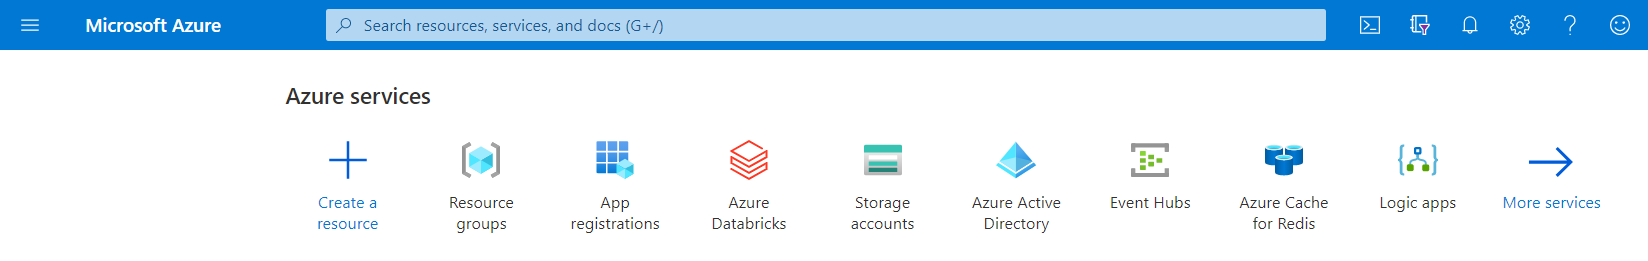 Microsoft Azure
Search resources, services, and docs (G+/)
Azure services
Create a
resource
Resource
groups
App
registrations
Azure
Databricks
Storage
accounts
Azure Active
Directory
Event Hubs
Azure Cache
for Redis
Logic apps
More services